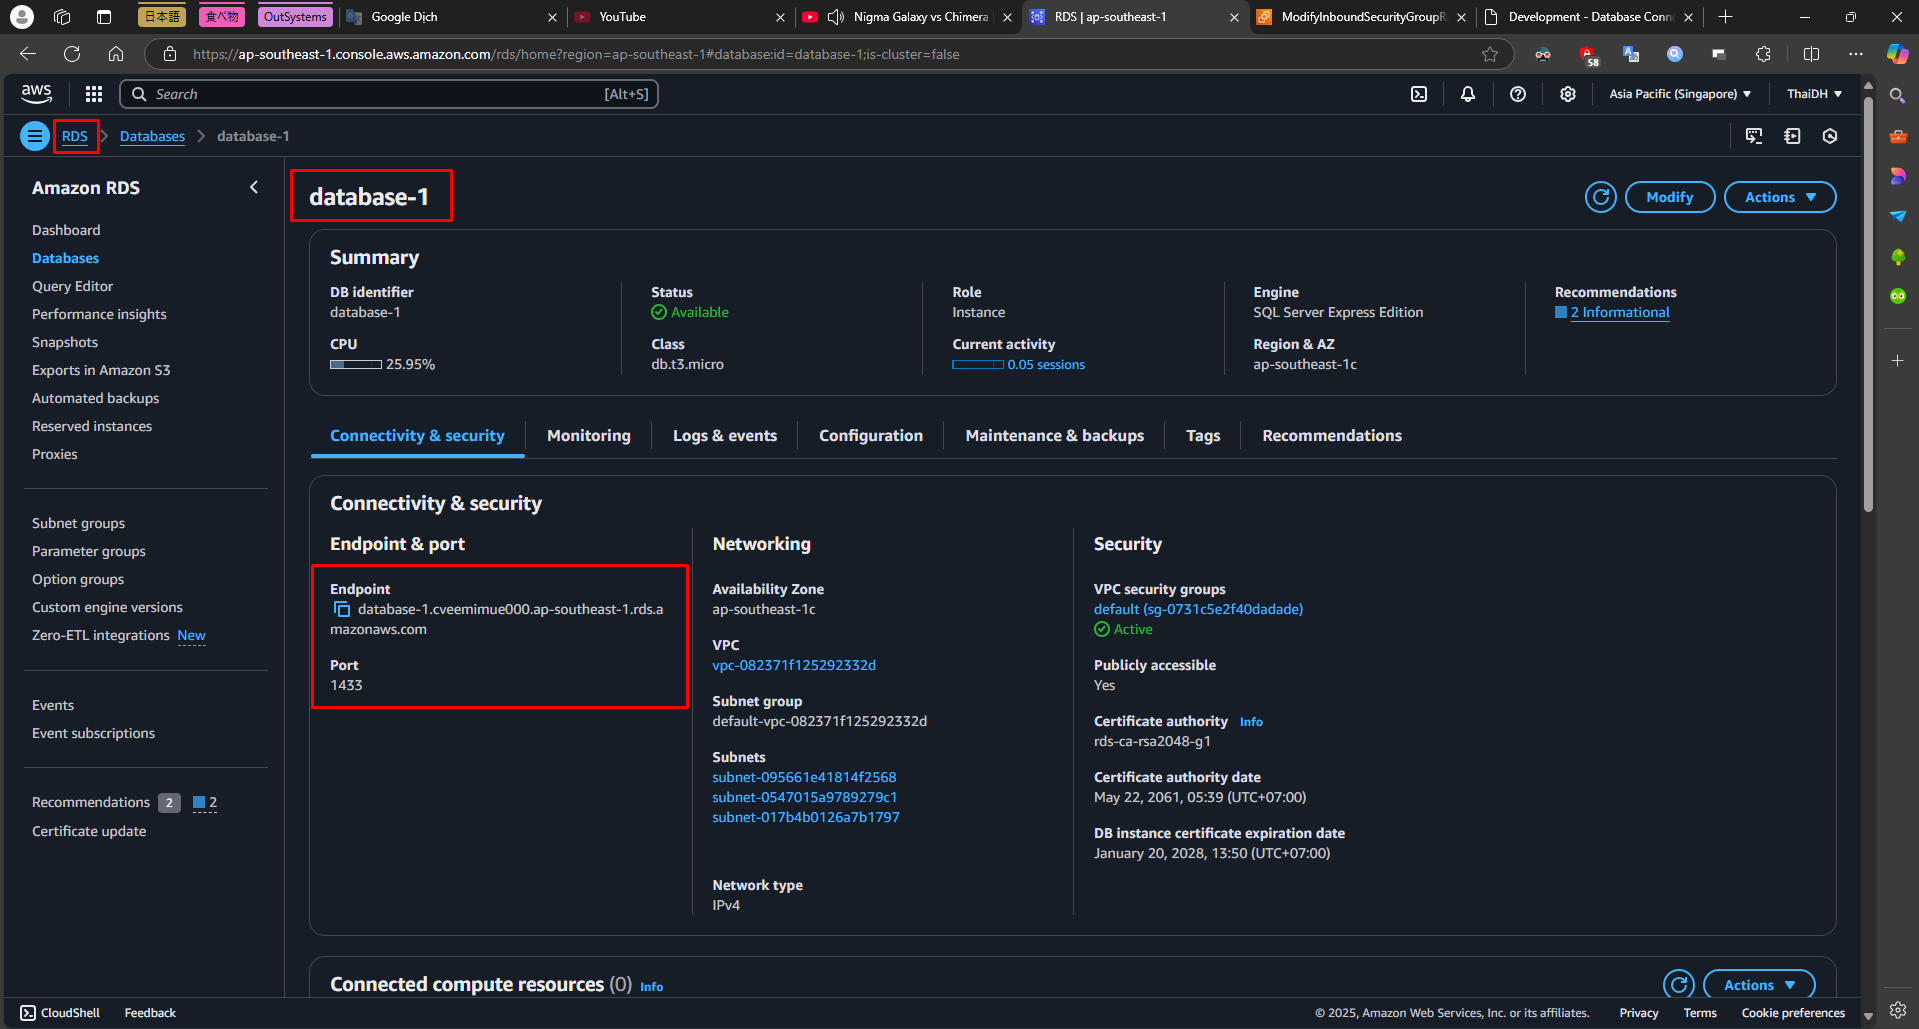 日本語
食べ物
OutSystems
Google Dịch
YouTube
Nigma Galaxy vs Chimera
RDS | ap-southeast-1
ModifyInboundSecurityGroupR
Development - Database Conne
https://ap-southeast-1.console.aws.amazon.com/rds/home?region=ap-southeast-1#database:id=database-1;is-cluster=false
58
aws
Search
[Alt+S]
Asia Pacific (Singapore)
ThaiDH
RDS
Databases
database-1
Amazon RDS
Dashboard
Databases
Query Editor
Performance insights
Snapshots
Exports in Amazon S3
Automated backups
Reserved instances
Proxies
Subnet groups
Parameter groups
Option groups
Custom engine versions
Zero-ETL integrations New
Events
Event subscriptions
Recommendations 2 2
Certificate update
database-1
Modify
Actions
Summary
DB identifier
database-1
CPU
25.95%
Status
Available
Class
db.t3.micro
Role
Instance
Current activity
0.05 sessions
Engine
SQL Server Express Edition
Region & AZ
ap-southeast-1c
Recommendations
2 Informational
Connectivity & security
Monitoring
Logs & events
Configuration
Maintenance & backups
Tags
Recommendations
Connectivity & security
Endpoint & port
Endpoint
database-1.cveemimue000.ap-southeast-1.rds.a
mazonaws.com
Port
1433
Networking
Availability Zone
ap-southeast-1c
VPC
vpc-082371f125292332d
Subnet group
default-vpc-082371f125292332d
Subnets
subnet-095661e41814f2568
subnet-0547015a9789279c1
subnet-017b4b0126a7b1797
Network type
IPv4
Security
VPC security groups
default (sg-0731c5e2f40dadade)
Active
Publicly accessible
Yes
Certificate authority Info
rds-ca-rsa2048-g1
Certificate authority date
May 22, 2061, 05:39 (UTC+07:00)
DB instance certificate expiration date
January 20, 2028, 13:50 (UTC+07:00)
Connected compute resources (0) Info
Actions
CloudShell
Feedback
© 2025, Amazon Web Services, Inc. or its affiliates.
Privacy
Terms
Cookie preferences